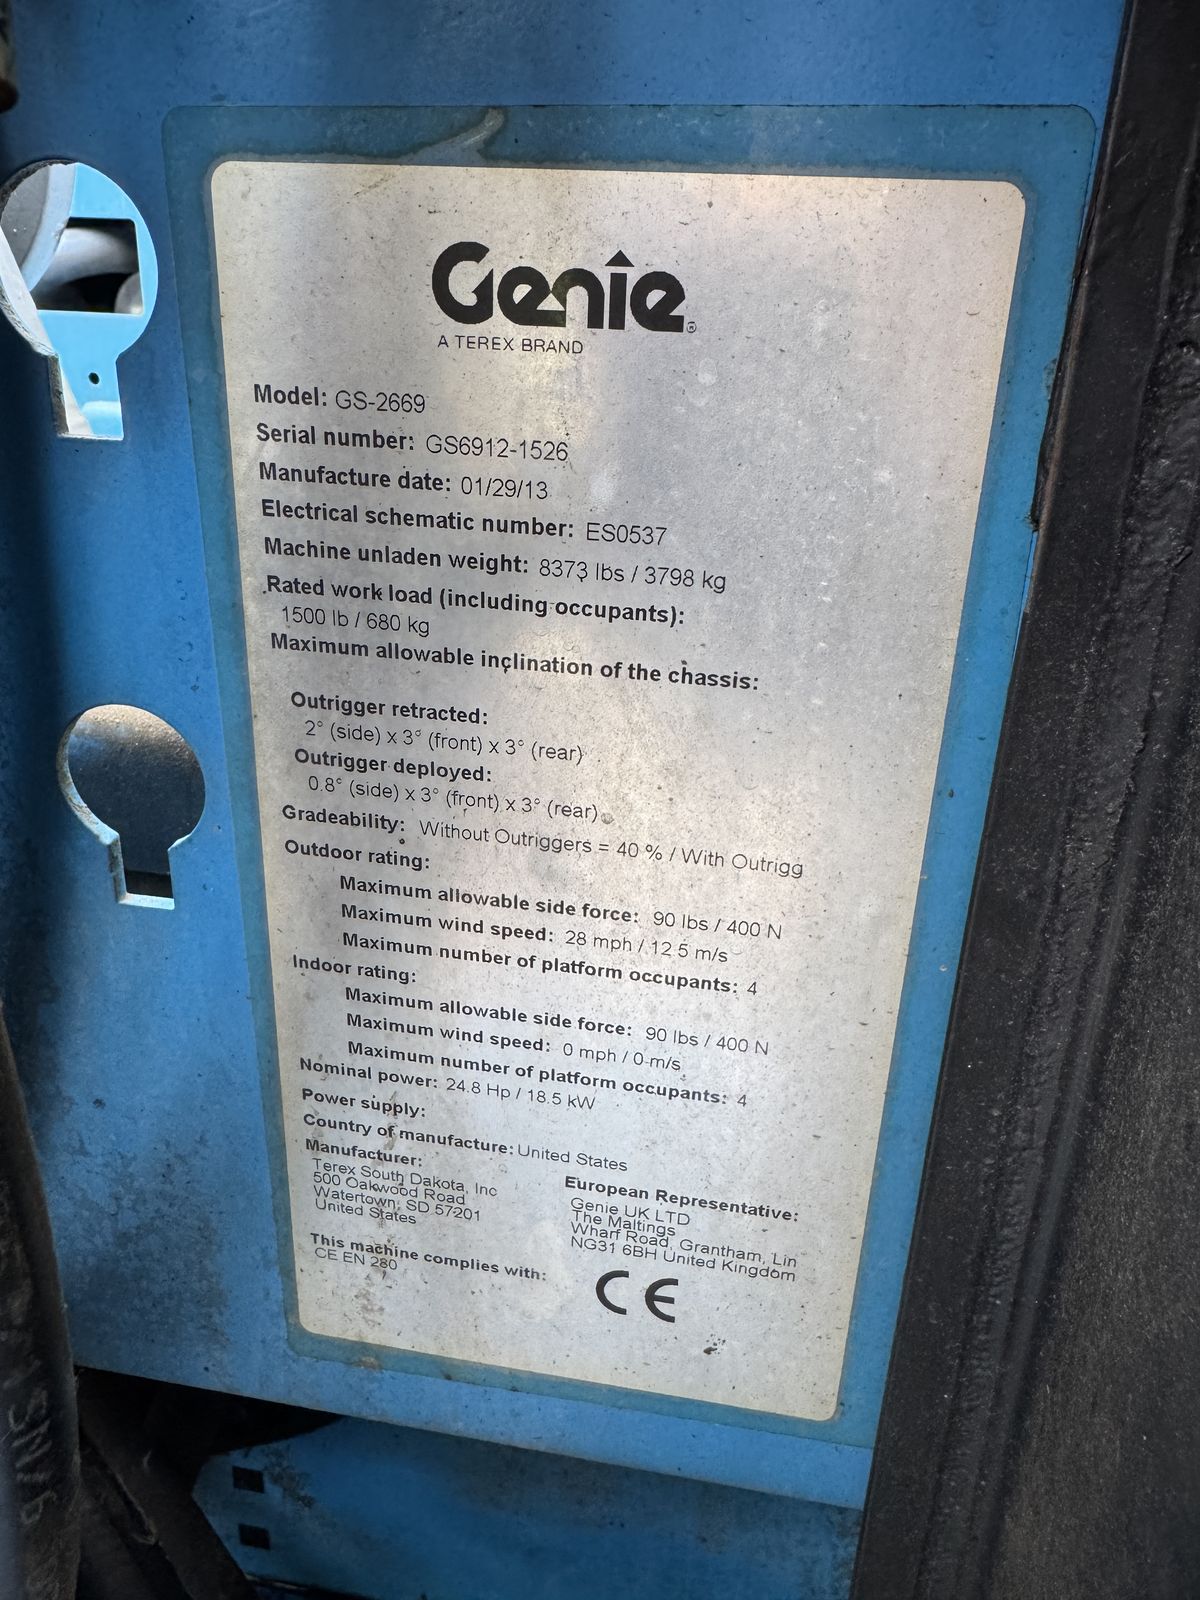 Genie®
A TEREX BRAND
Model: GS-2669
Serial number: GS6912-1526
Manufacture date: 01/29/13
Electrical schematic number: ES0537
Machine unladen weight: 8373 lbs / 3798 kg
Rated work load (including occupants):
1500 lb / 680 kg
Maximum allowable inclination of the chassis:
Outrigger retracted:
2° (side) x 3° (front) x 3° (rear)
Outrigger deployed:
0.8° (side) x 3° (front) x 3° (rear)
Gradeability: Without Outriggers = 40 % / With Outrigg
Outdoor rating:
Maximum allowable side force: 90 lbs / 400 N
Maximum wind speed: 28 mph / 12.5 m/s
Maximum number of platform occupants: 4
Indoor rating:
Maximum allowable side force: 90 lbs / 400 N
Maximum wind speed: 0 mph / 0 m/s
Maximum number of platform occupants: 4
Nominal power: 24.8 Hp / 18.5 kW
Power supply:
Country of manufacture: United States
Manufacturer:
Terex South Dakota, Inc
500 Oakwood Road
Watertown, SD 57201
United States
European Representative:
Genie UK LTD
The Maltings
Wharf Road, Grantham, Lin
NG31 6BH United Kingdom
This machine complies with:
CE EN 280
CE